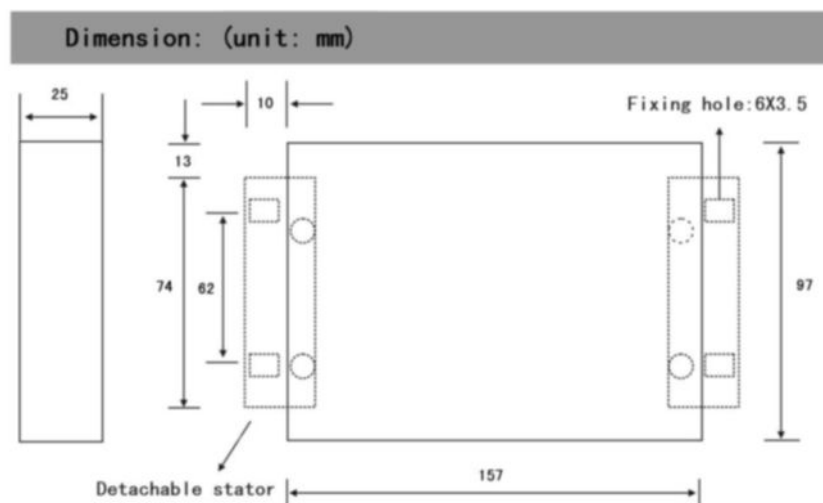 Dimension: (unit: mm)
25
10
Fixing hole:6X3.5
13
74
62
97
157
Detachable stator